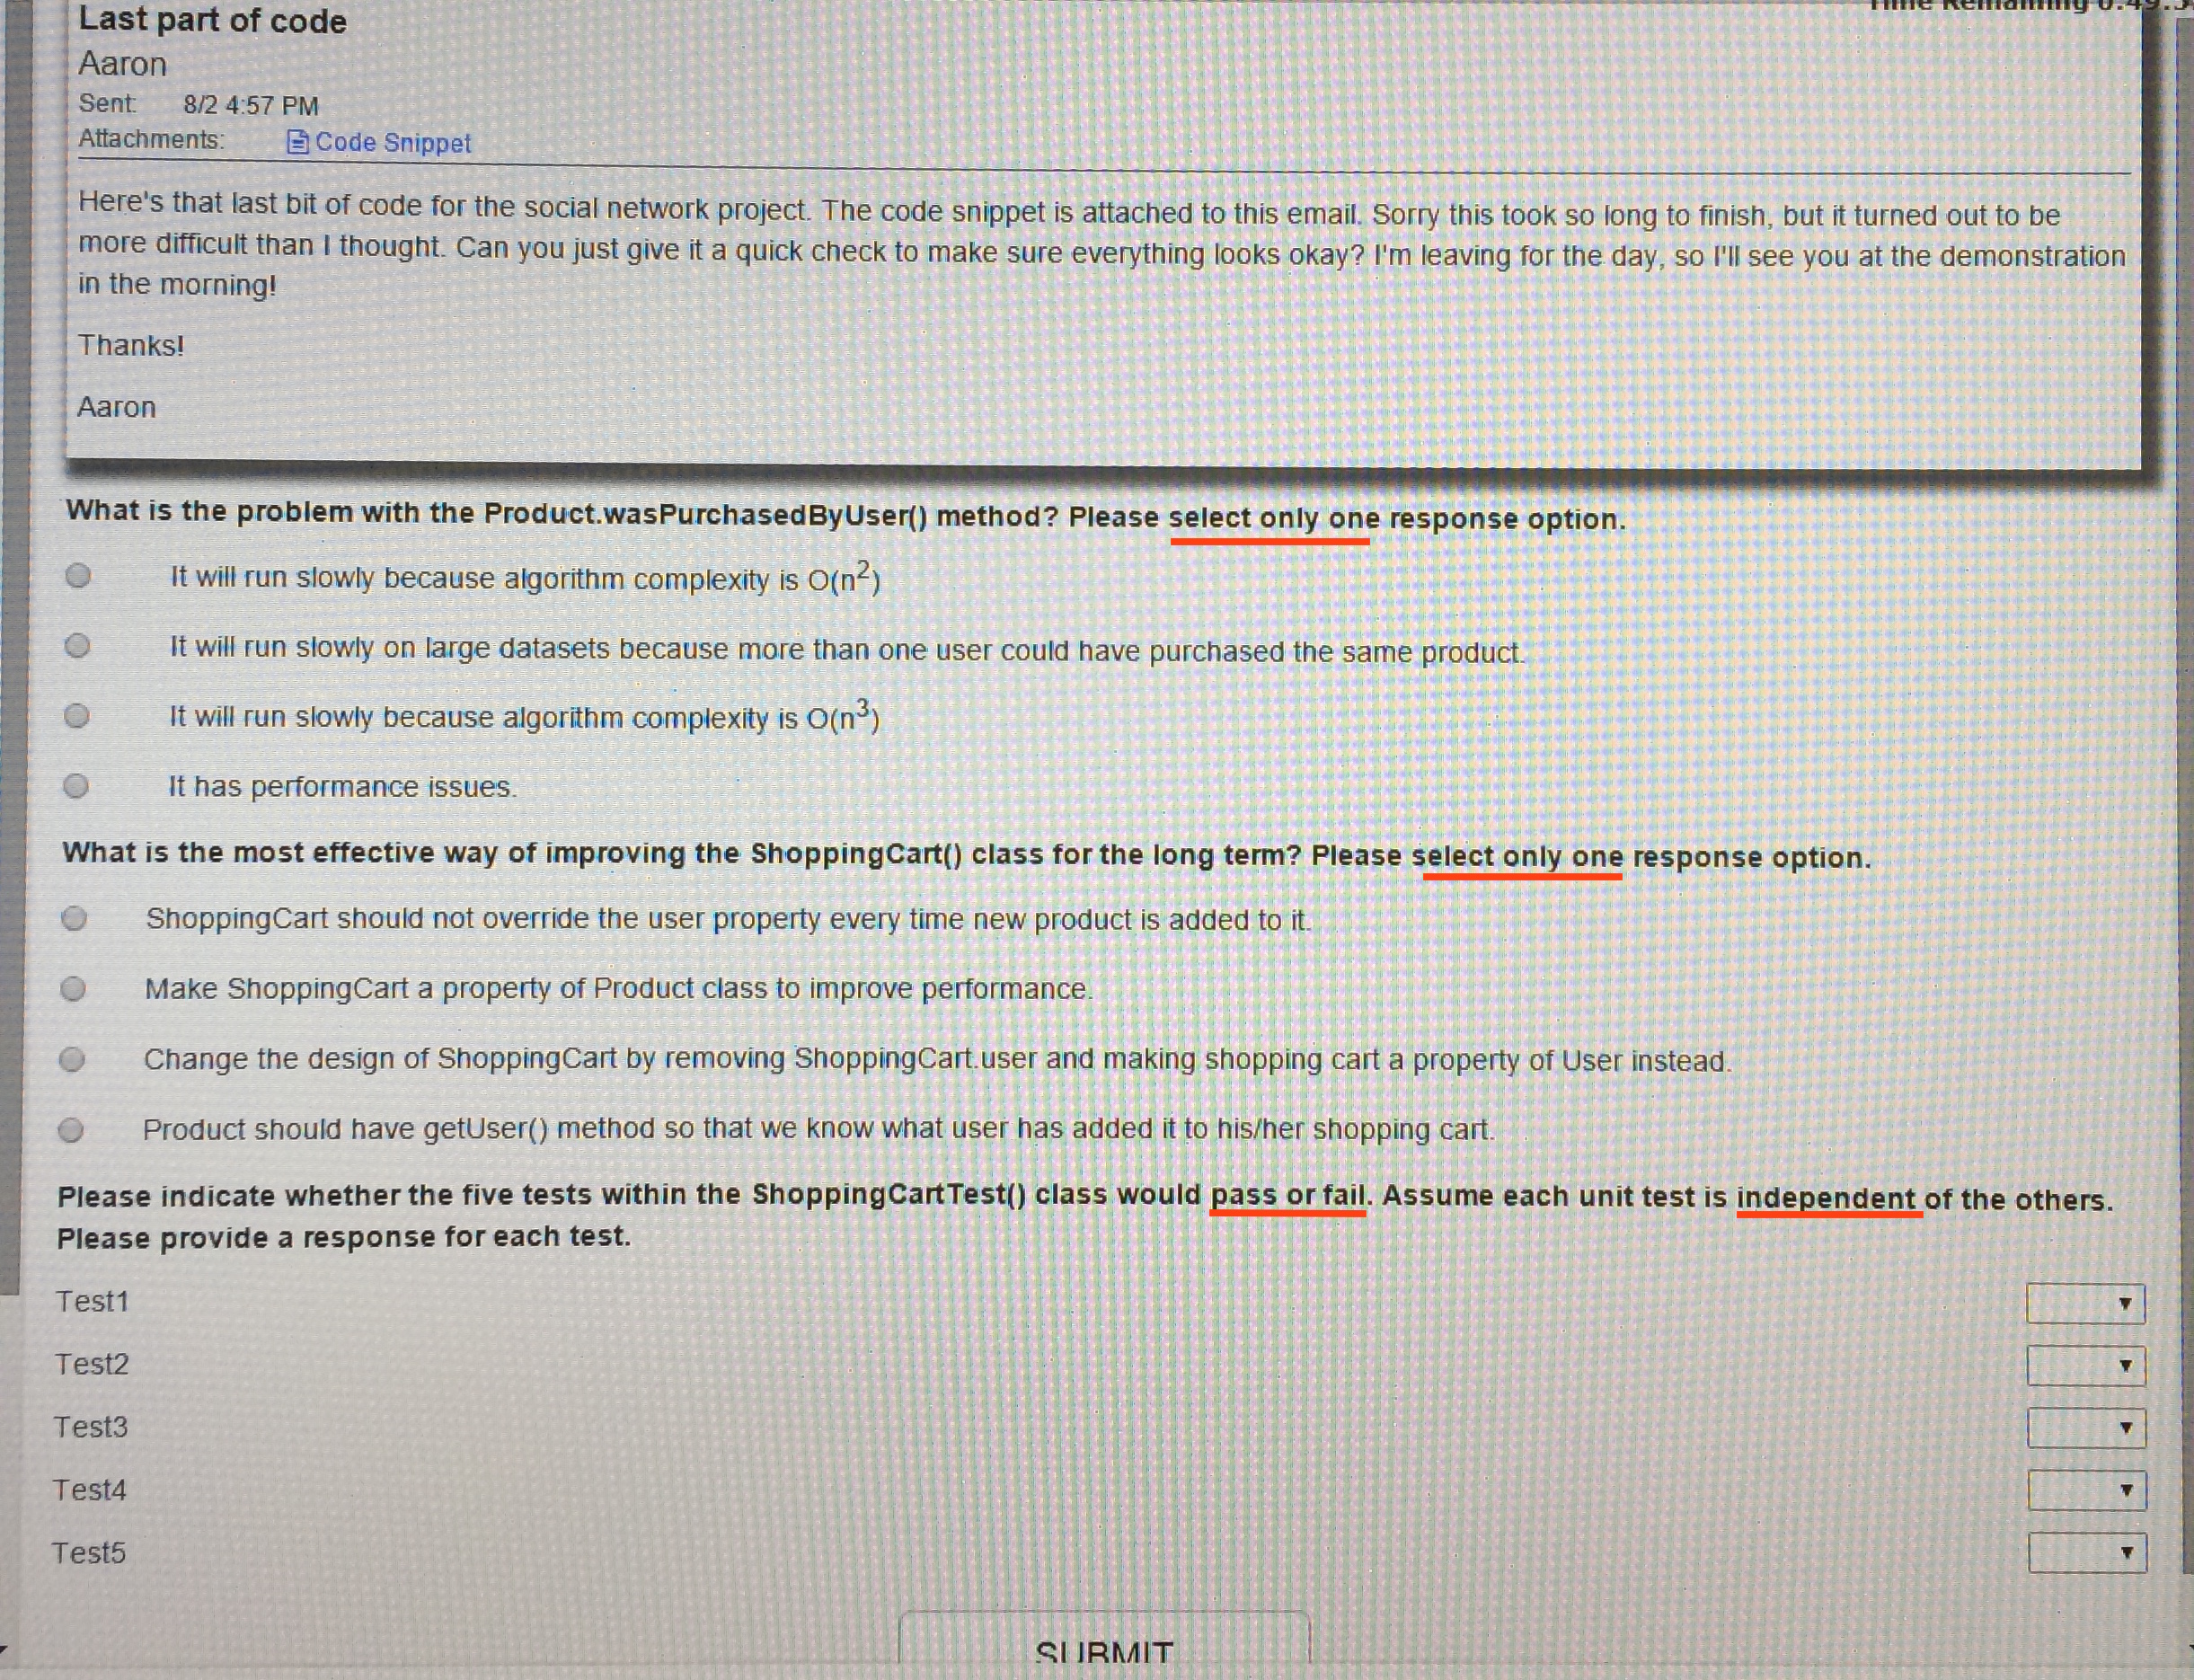 Last part of code
Aaron
Sent: 8/2 4:57 PM
Attachments: Code Snippet
Here's that last bit of code for the social network project. The code snippet is attached to this email. Sorry this took so long to finish, but it turned out to be
more difficult than I thought. Can you just give it a quick check to make sure everything looks okay? I'm leaving for the day, so I'll see you at the demonstration
in the morning!
Thanks!
Aaron
What is the problem with the Product.wasPurchasedByUser() method? Please select only one response option.
It will run slowly because algorithm complexity is O(n²)
It will run slowly on large datasets because more than one user could have purchased the same product.
It will run slowly because algorithm complexity is O(n³)
It has performance issues.
What is the most effective way of improving the ShoppingCart() class for the long term? Please select only one response option.
ShoppingCart should not override the user property every time new product is added to it.
Make ShoppingCart a property of Product class to improve performance.
Change the design of ShoppingCart by removing ShoppingCart.user and making shopping cart a property of User instead.
Product should have getUser() method so that we know what user has added it to his/her shopping cart.
Please indicate whether the five tests within the ShoppingCartTest() class would pass or fail. Assume each unit test is independent of the others.
Please provide a response for each test.
Test1
Test2
Test3
Test4
Test5
SUBMIT